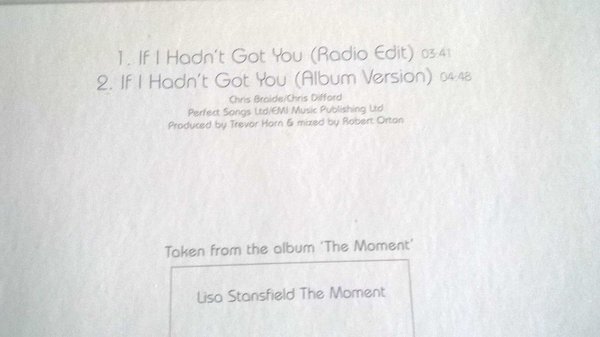 1. If I Hadn't Got You (Radio Edit) 03:41
2. If I Hadn't Got You (Album Version) 04:48
Chris Braide/Chris Difford
Perfect Songs Ltd/EMI Music Publishing Ltd
Produced by Trevor Horn & mixed by Robert Orton
Taken from the album 'The Moment'
Lisa Stansfield The Moment